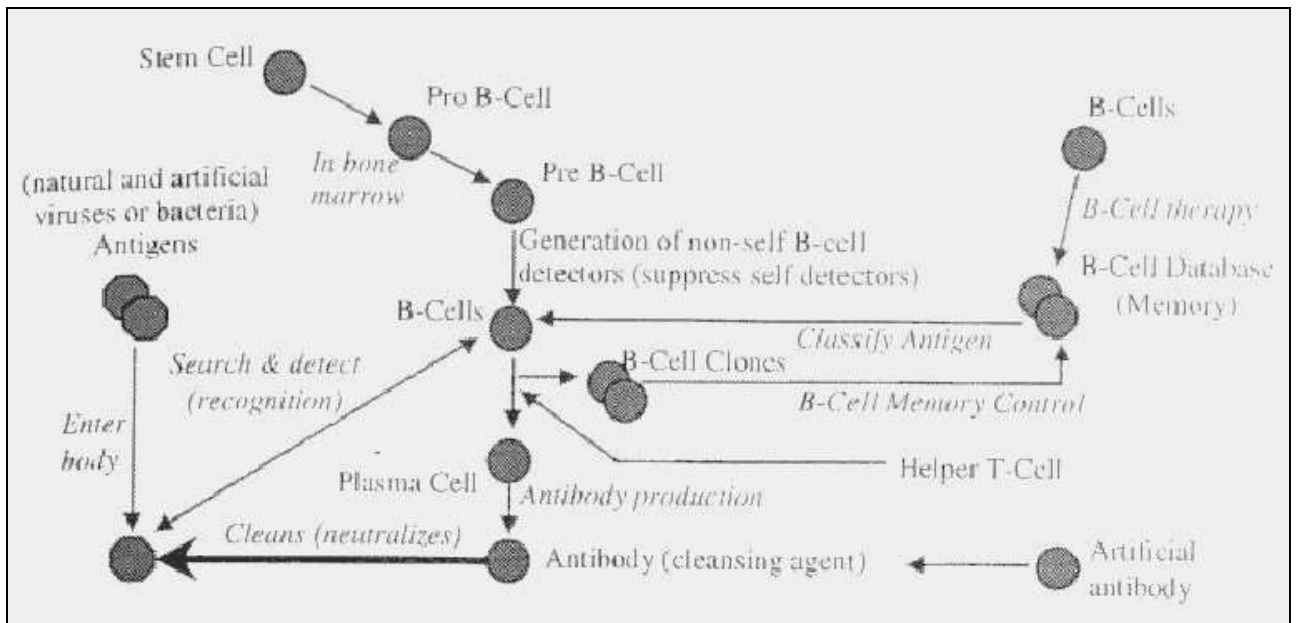 Stem Cell
Pro B-Cell
In bone
marrow
Pre B-Cell
(natural and artificial
viruses or bacteria)
Antigens
Generation of non-self B-cell
detectors (suppress self detectors)
B-Cells
B-Cells
B-Cell therapy
B-Cell Database
(Memory)
Classify Antigen
Search & detect
(recognition)
B-Cell Clones
B-Cell Memory Control
Enter
body
Helper T-Cell
Plasma Cell
Antibody production
Cleans (neutralizes)
Antibody (cleansing agent)
Artificial
antibody